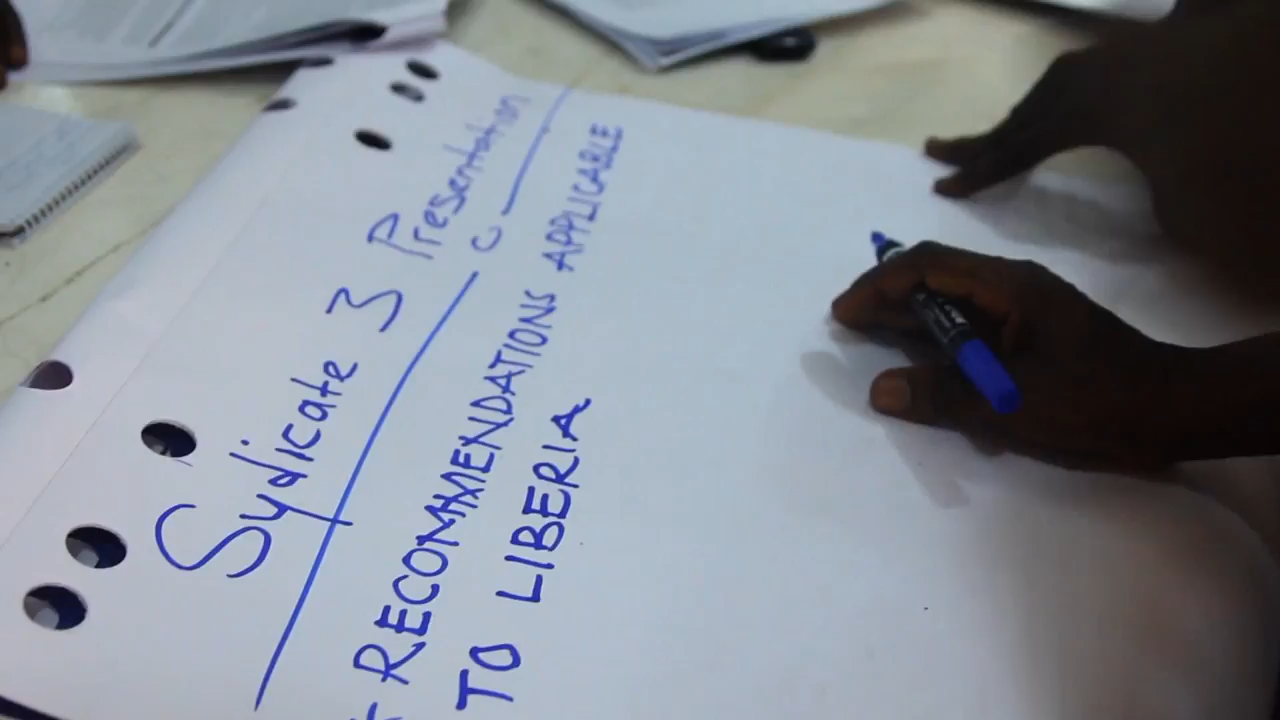 Sydicate 3 Presentation
RECOMMENDATIONS APPLICABLE
TO LIBERIA